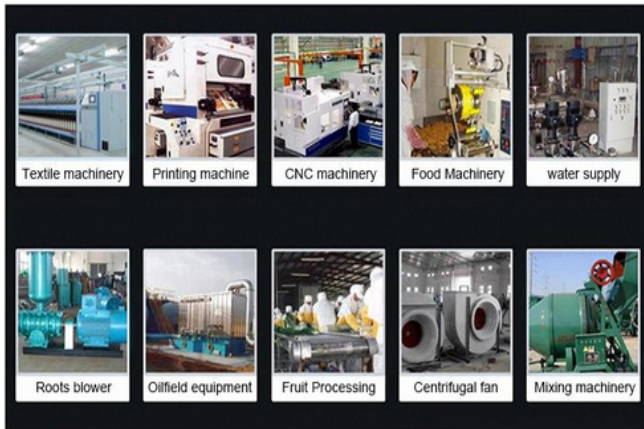 Textile machinery
Printing machine
CNC machinery
Food Machinery
water supply
Roots blower
Oilfield equipment
Fruit Processing
Centrifugal fan
Mixing machinery